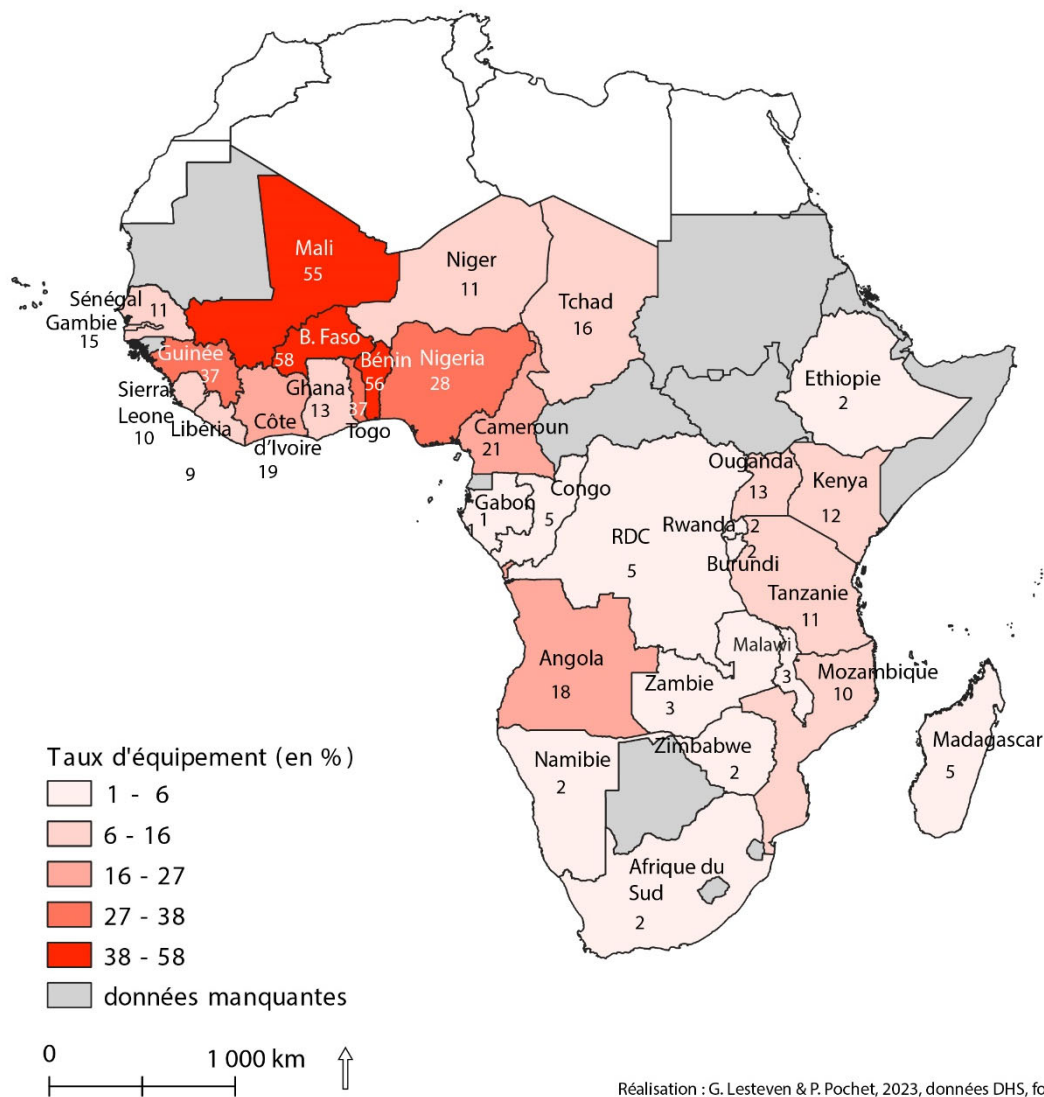 Mali
55
Niger
11
Tchad
16
Sénégal
11
Gambie
15
Guinée
37
B. Faso
58
Bénin
56
Nigeria
28
Ethiopie
2
Sierra
Leone
10
Libéria
9
Côte
d'Ivoire
19
Ghana
13
37
Togo
Cameroun
21
Ouganda
13
Kenya
12
Gabon
1
Congo
5
RDC
5
Rwanda
2
2
Burundi
Tanzanie
11
Angola
18
Malawi
3
Zambie
3
Mozambique
10
Namibie
2
Zimbabwe
2
Madagascar
5
Afrique du
Sud
2
Taux d'équipement (en %)
1 - 6
6 - 16
16 - 27
27 - 38
38 - 58
données manquantes
0
1 000 km
Réalisation : G. Lesteven & P. Pochet, 2023, données DHS, fo